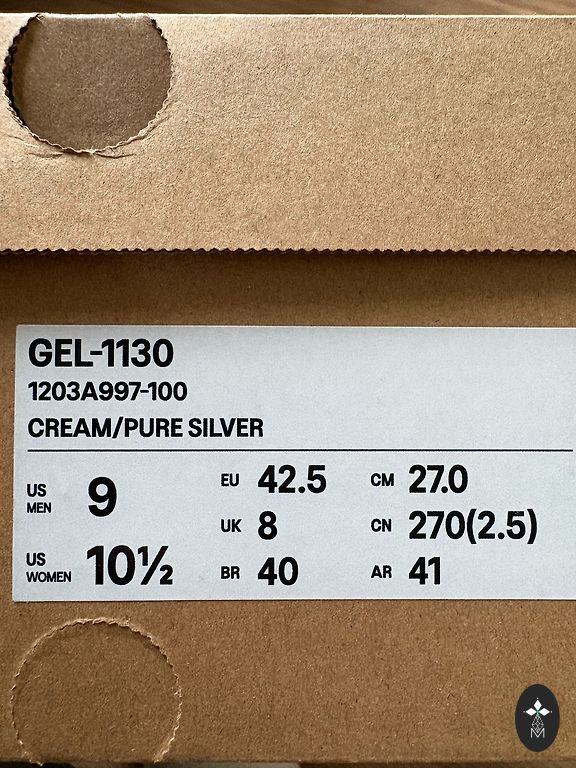 GEL-1130
1203A997-100
CREAM/PURE SILVER
US MEN 9 EU 42.5 CM 27.0
UK 8 CN 270(2.5)
US WOMEN 10½ BR 40 AR 41
M